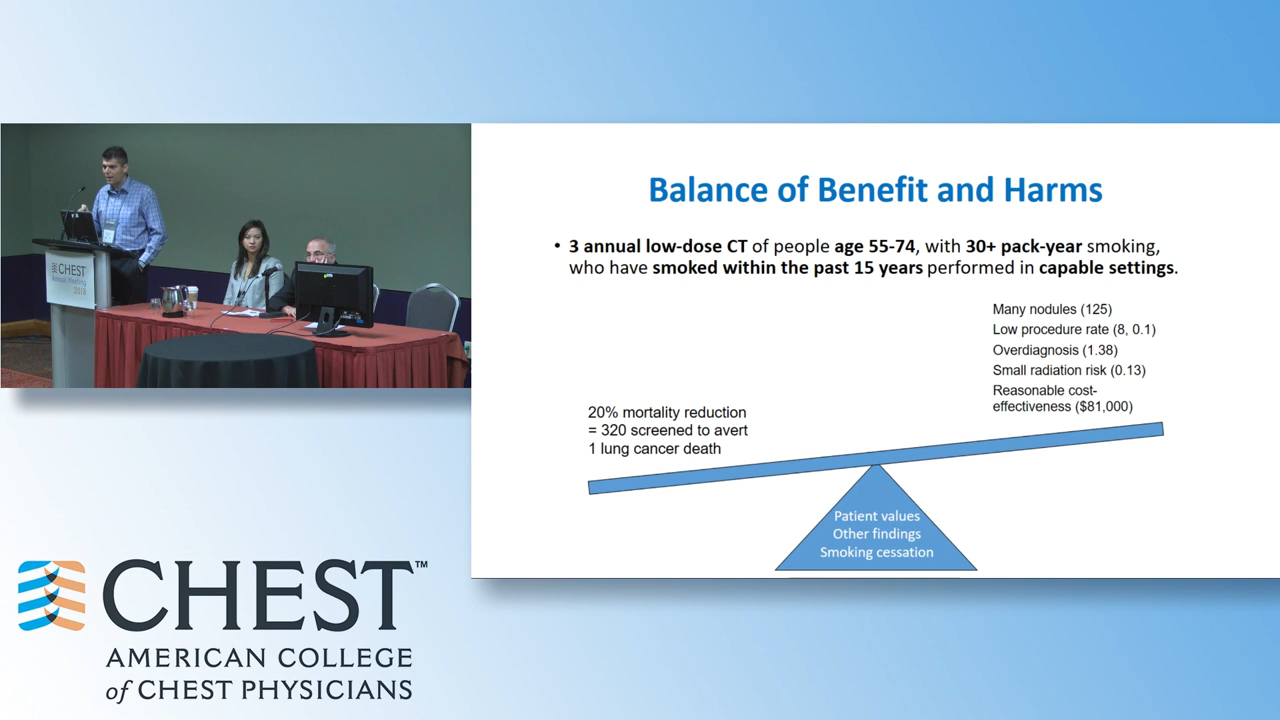 CHEST
Annual Meeting
2018
Balance of Benefit and Harms
• 3 annual low-dose CT of people age 55-74, with 30+ pack-year smoking,
who have smoked within the past 15 years performed in capable settings.
Many nodules (125)
Low procedure rate (8, 0.1)
Overdiagnosis (1.38)
Small radiation risk (0.13)
Reasonable cost-
effectiveness ($81,000)
20% mortality reduction
= 320 screened to avert
1 lung cancer death
Patient values
Other findings
Smoking cessation
CHEST™
AMERICAN COLLEGE
of CHEST PHYSICIANS